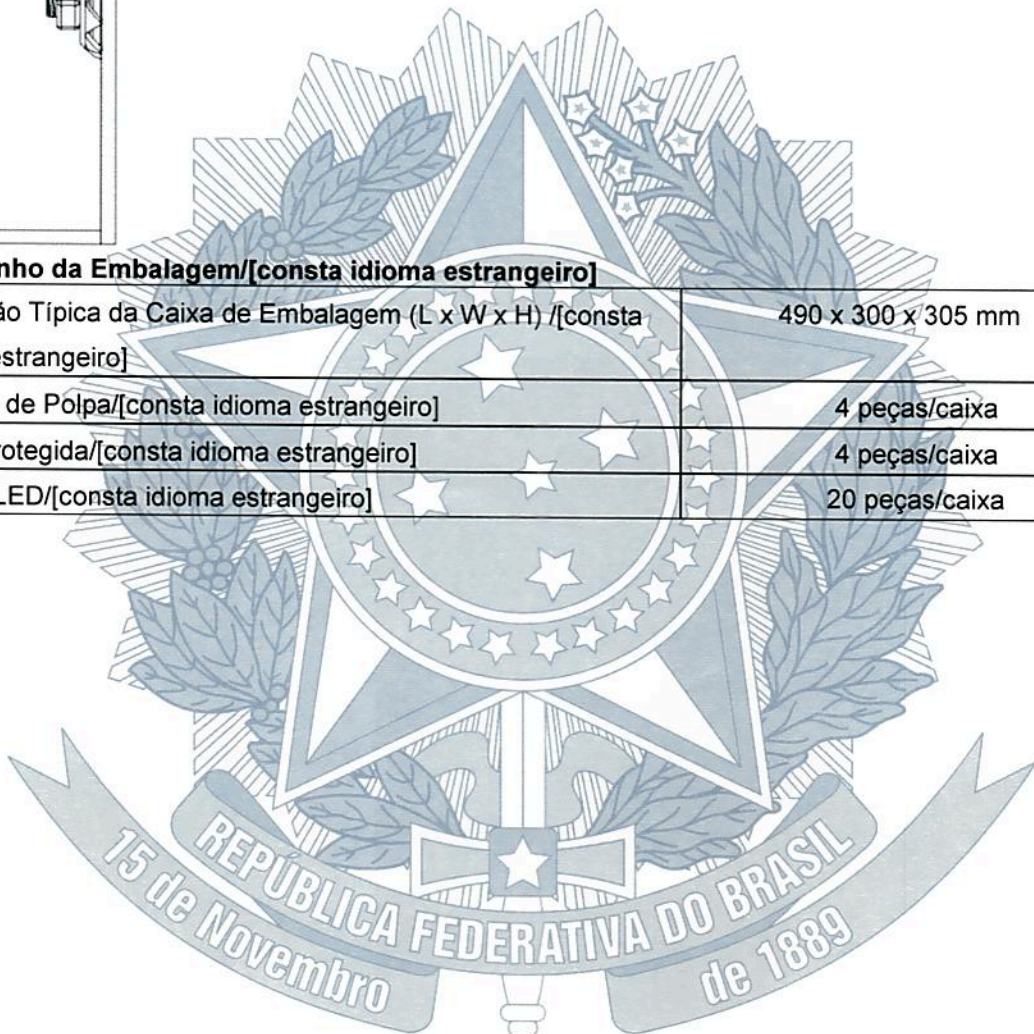 nho da Embalagem/[consta idioma estrangeiro]
ão Típica da Caixa de Embalagem (L x W x H) /[consta
estrangeiro]
490 x 300 x 305 mm
de Polpa/[consta idioma estrangeiro]
4 peças/caixa
rotegida/[consta idioma estrangeiro]
4 peças/caixa
LED/[consta idioma estrangeiro]
20 peças/caixa
REPÚBLICA FEDERATIVA DO BRASIL
15 de Novembro
de 1889